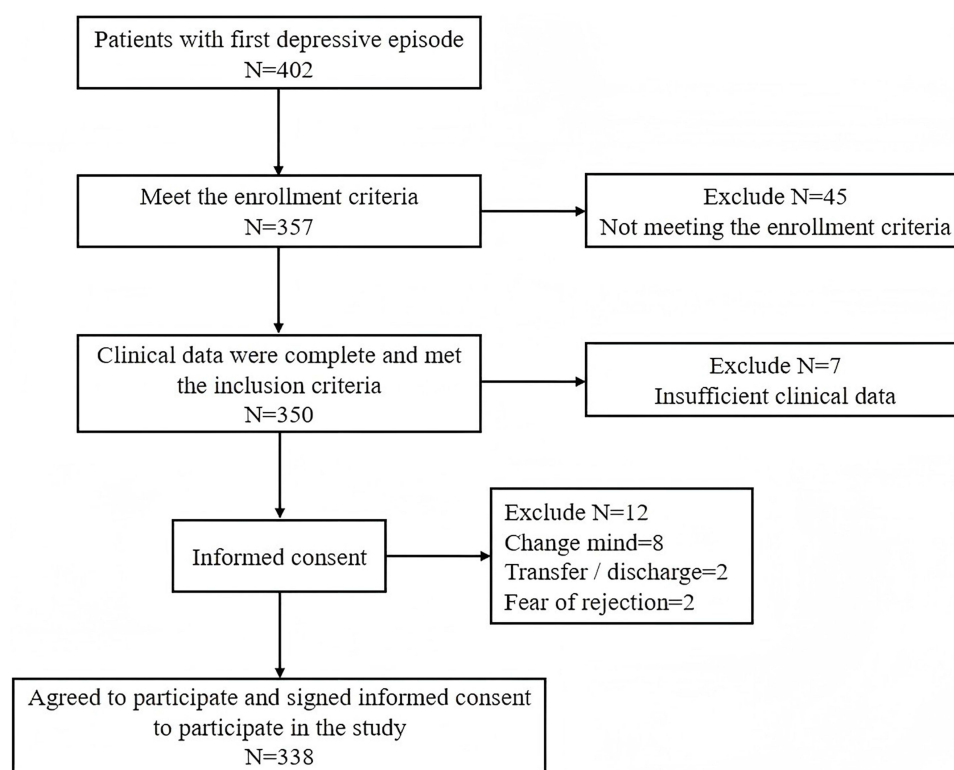 Patients with first depressive episode
N=402
Meet the enrollment criteria
N=357
Exclude N=45
Not meeting the enrollment criteria
Clinical data were complete and met
the inclusion criteria
N=350
Exclude N=7
Insufficient clinical data
Informed consent
Exclude N=12
Change mind=8
Transfer / discharge=2
Fear of rejection=2
Agreed to participate and signed informed consent
to participate in the study
N=338